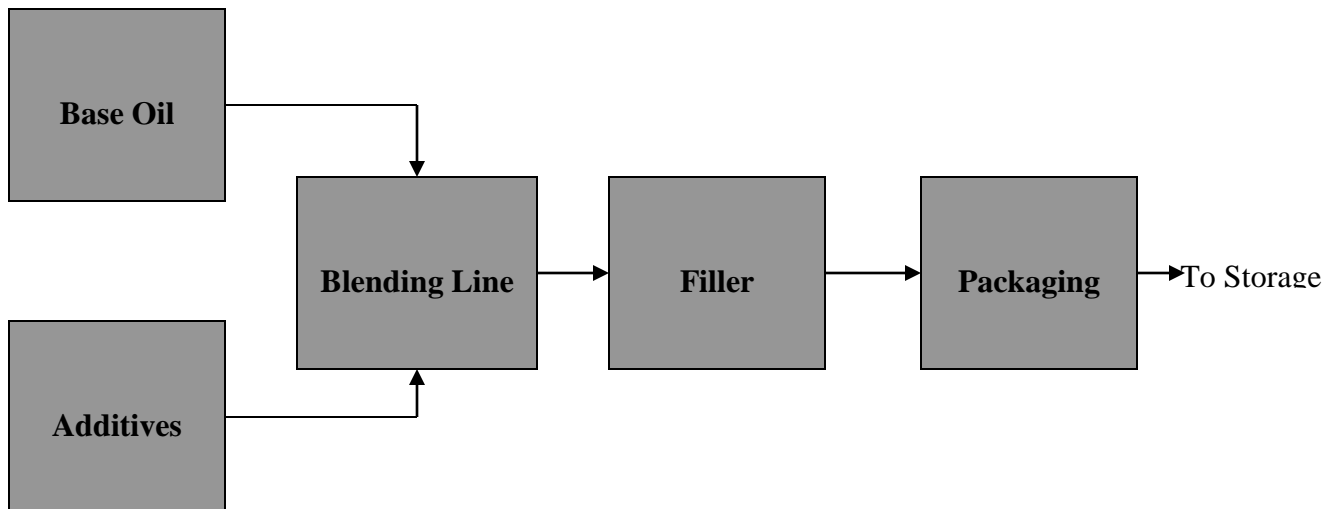 Base Oil
Blending Line
Filler
Packaging
To Storage
Additives